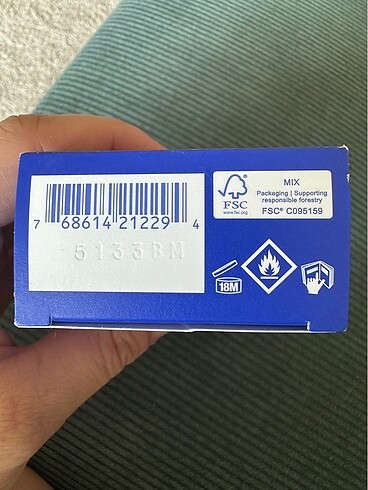 7 68614 21229 4
5133BM
FSC
www.fsc.org
MIX
Packaging | Supporting
responsible forestry
FSC® C095159
18M